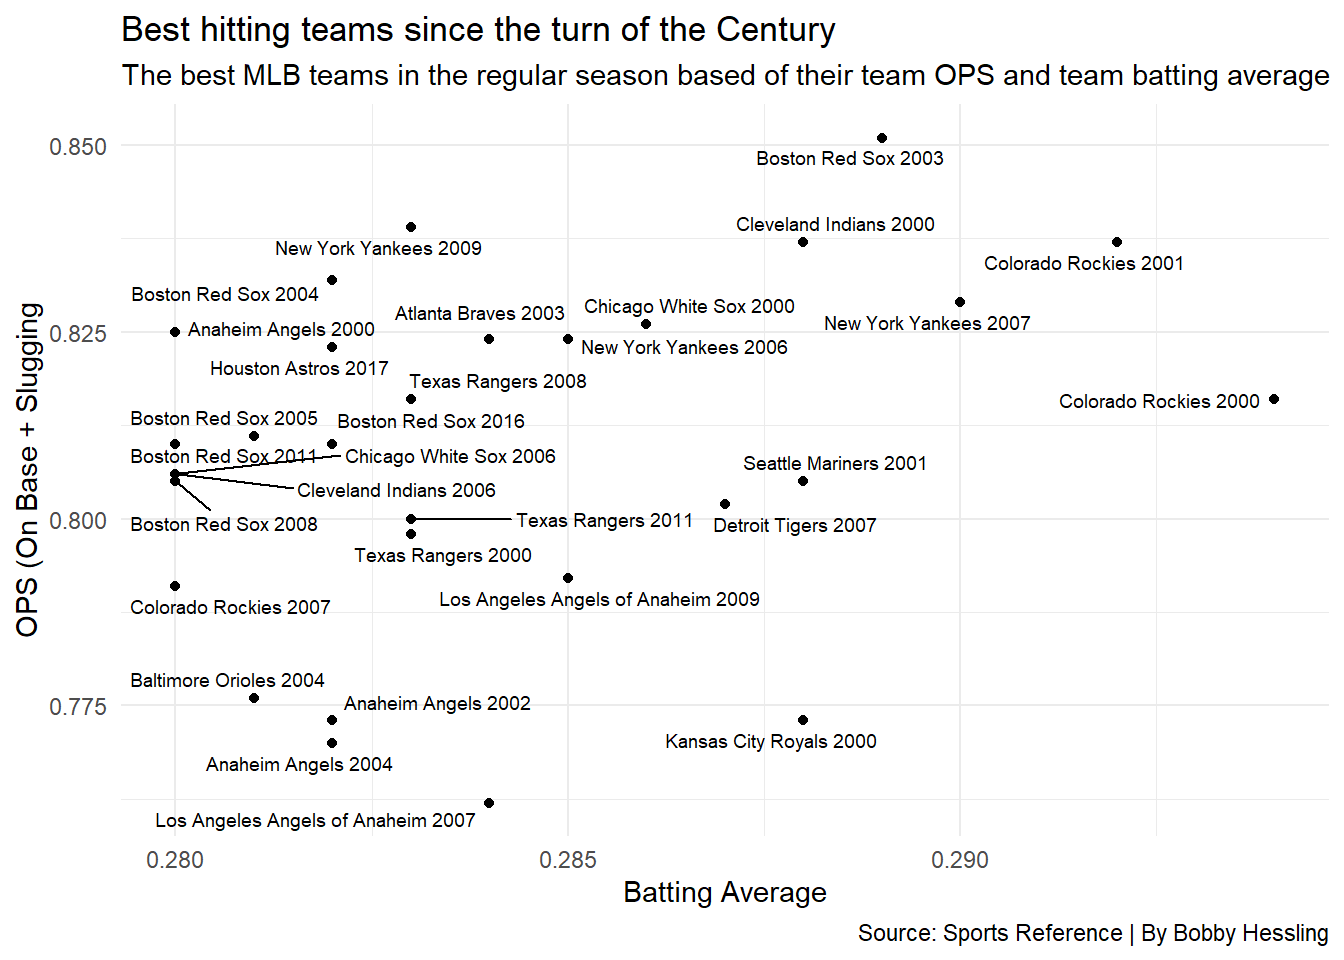 Best hitting teams since the turn of the Century
The best MLB teams in the regular season based of their team OPS and team batting average
0.850
Boston Red Sox 2003
Cleveland Indians 2000
New York Yankees 2009
Colorado Rockies 2001
Boston Red Sox 2004
Chicago White Sox 2000
Atlanta Braves 2003
New York Yankees 2007
0.825
Anaheim Angels 2000
New York Yankees 2006
Houston Astros 2017
Texas Rangers 2008
Colorado Rockies 2000
Boston Red Sox 2005
Boston Red Sox 2016
Boston Red Sox 2011
Chicago White Sox 2006
Seattle Mariners 2001
Cleveland Indians 2006
0.800
Boston Red Sox 2008
Texas Rangers 2011
Detroit Tigers 2007
Texas Rangers 2000
Los Angeles Angels of Anaheim 2009
Colorado Rockies 2007
Baltimore Orioles 2004
0.775
Anaheim Angels 2002
Kansas City Royals 2000
Anaheim Angels 2004
Los Angeles Angels of Anaheim 2007
OPS (On Base + Slugging
0.280
0.285
0.290
Batting Average
Source: Sports Reference | By Bobby Hessling